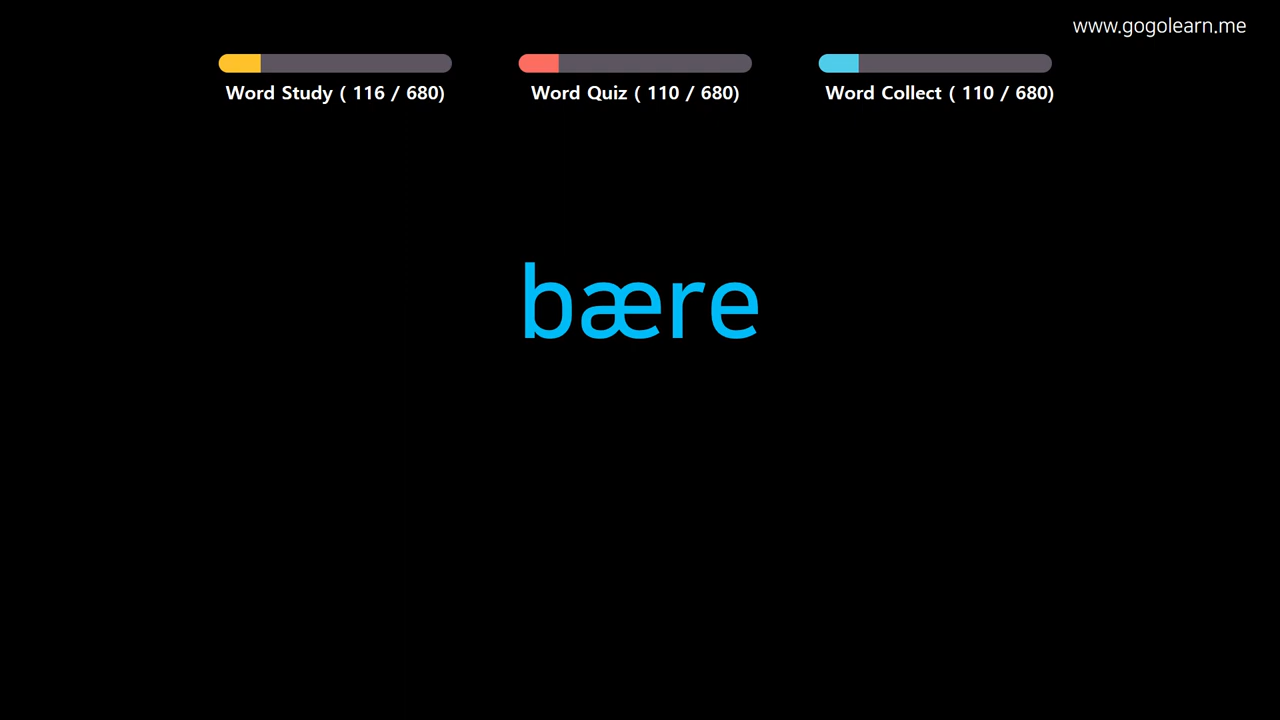 www.gogolearn.me
Word Study ( 116 / 680)
Word Quiz ( 110 / 680)
Word Collect ( 110 / 680)
bære